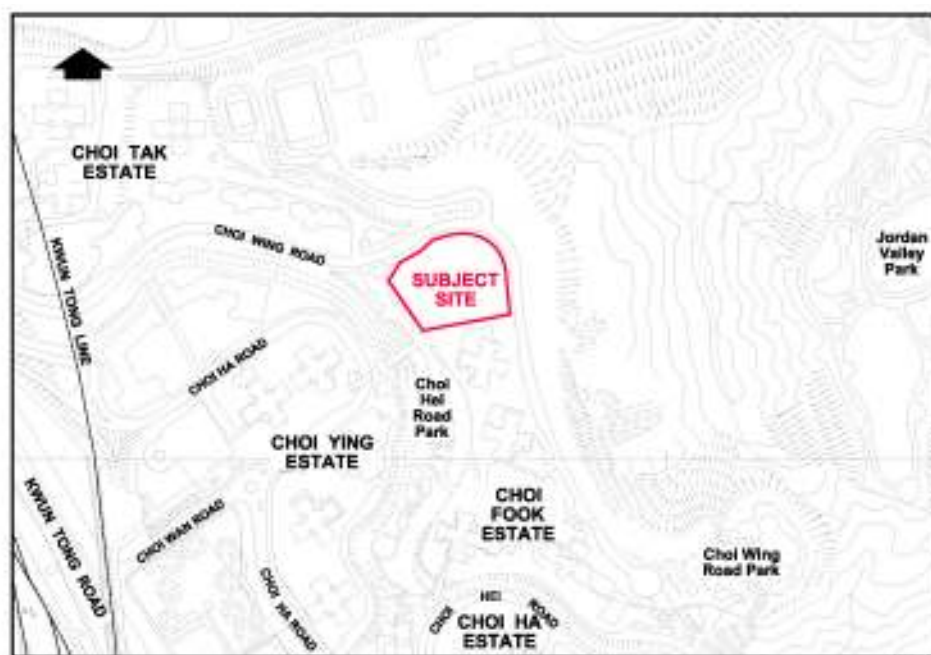 CHOI TAK
ESTATE
CHOI WING ROAD
KWUN TONG LINE
SUBJECT
SITE
Jordan
Valley
Park
CHOI HA ROAD
Choi
Hei
Road
Park
CHOI YING
ESTATE
KWUN TONG ROAD
CHOI WAN ROAD
CHOI
FOOK
ESTATE
Choi Wing
Road Park
CHOI HA ROAD
CHOI HEI ROAD
CHOI HA
ESTATE